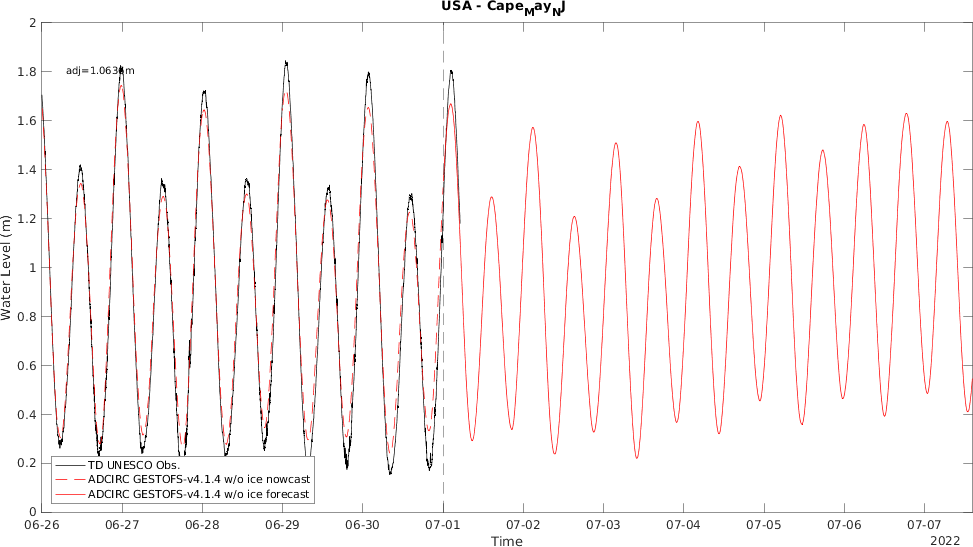 USA - CapeMayNJ
adj=1.063 m
Water Level (m)
2
1.8
1.6
1.4
1.2
1
0.8
0.6
0.4
0.2
0
TD UNESCO Obs.
ADCIRC GESTOFS-v4.1.4 w/o ice nowcast
ADCIRC GESTOFS-v4.1.4 w/o ice forecast
06-26 06-27 06-28 06-29 06-30 07-01 07-02 07-03 07-04 07-05 07-06 07-07
Time
2022